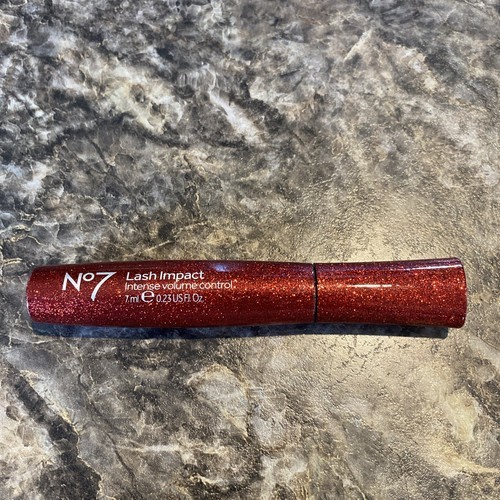 No7
Lash Impact
Intense volume control
7ml ℮ 0.23 US Fl. Oz.